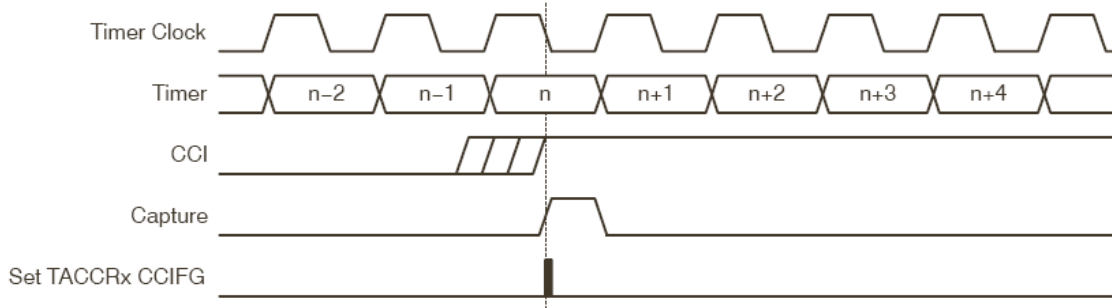 Timer Clock
Timer n−2 n−1 n n+1 n+2 n+3 n+4
CCI
Capture
Set TACCRx CCIFG